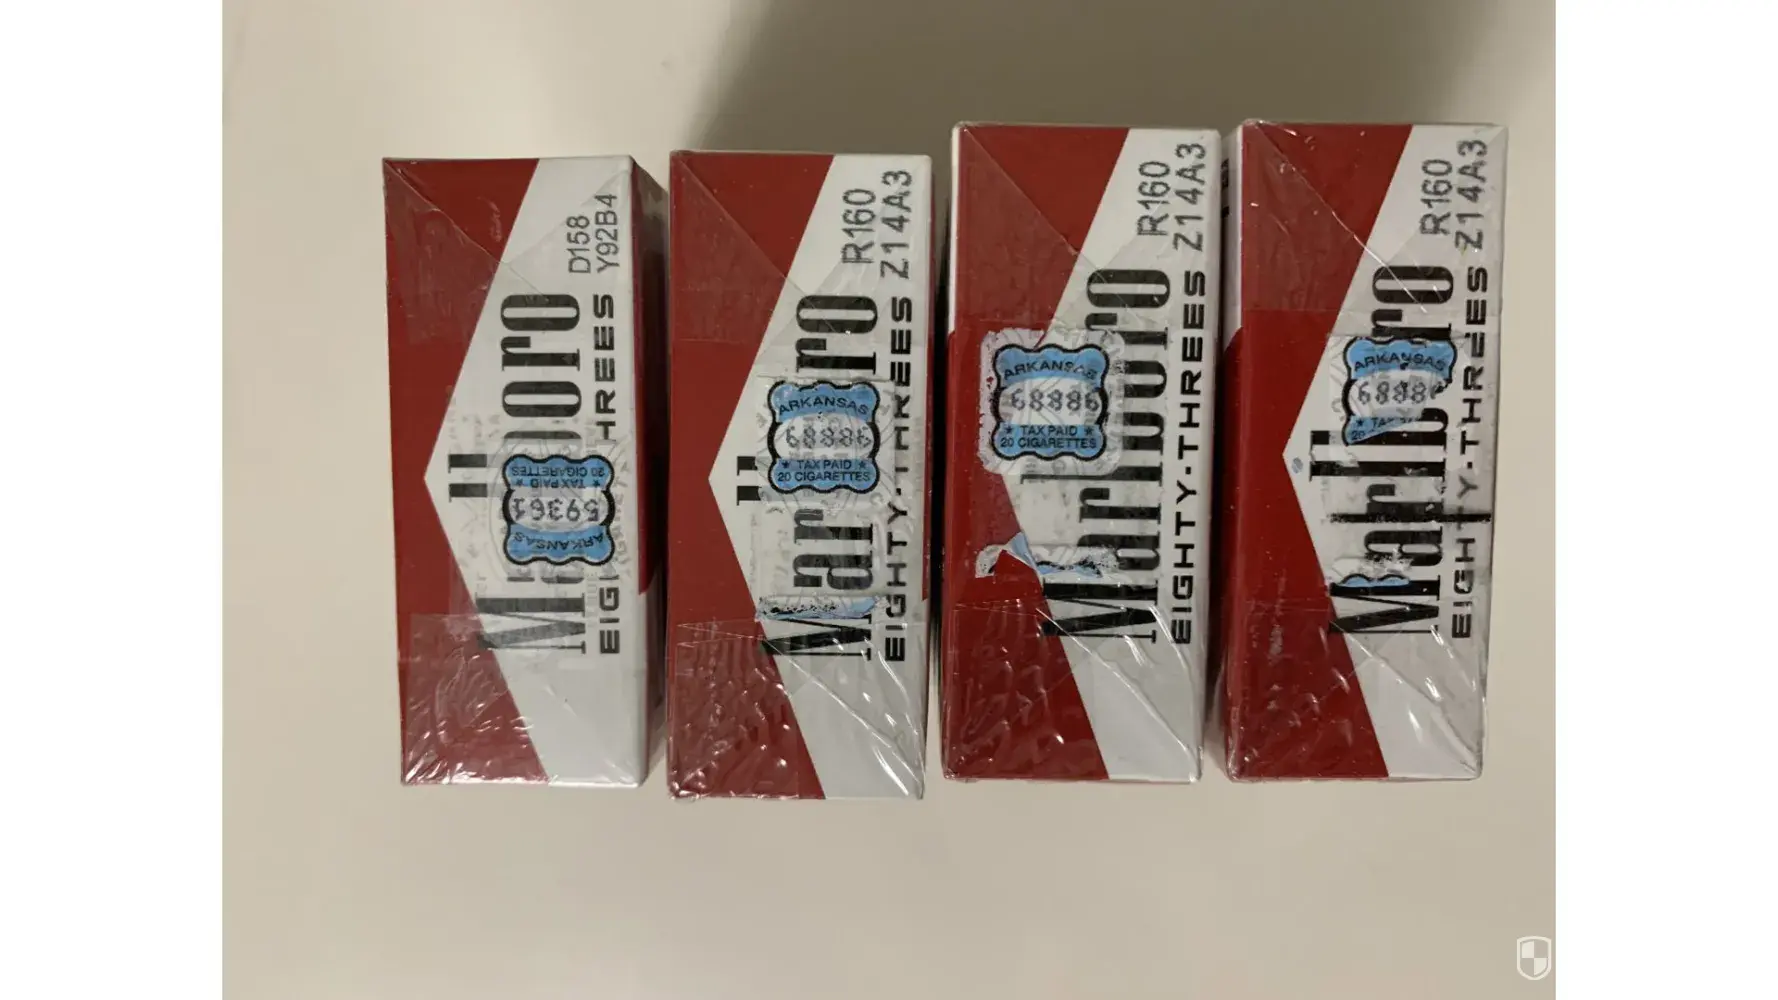 D158
Y92B4
Marlboro
EIGHTY-THREES
20 CIGARETTES
★ TAX PAID ★
59361
ARKANSAS
R160
Z14A3
Marlboro
EIGHTY-THREES
ARKANSAS
68886
★ TAX PAID ★
20 CIGARETTES
R160
Z14A3
Marlboro
EIGHTY-THREES
ARKANSAS
68886
★ TAX PAID ★
20 CIGARETTES
R160
Z14A3
Marlboro
EIGHTY-THREES
ARKANSAS
20